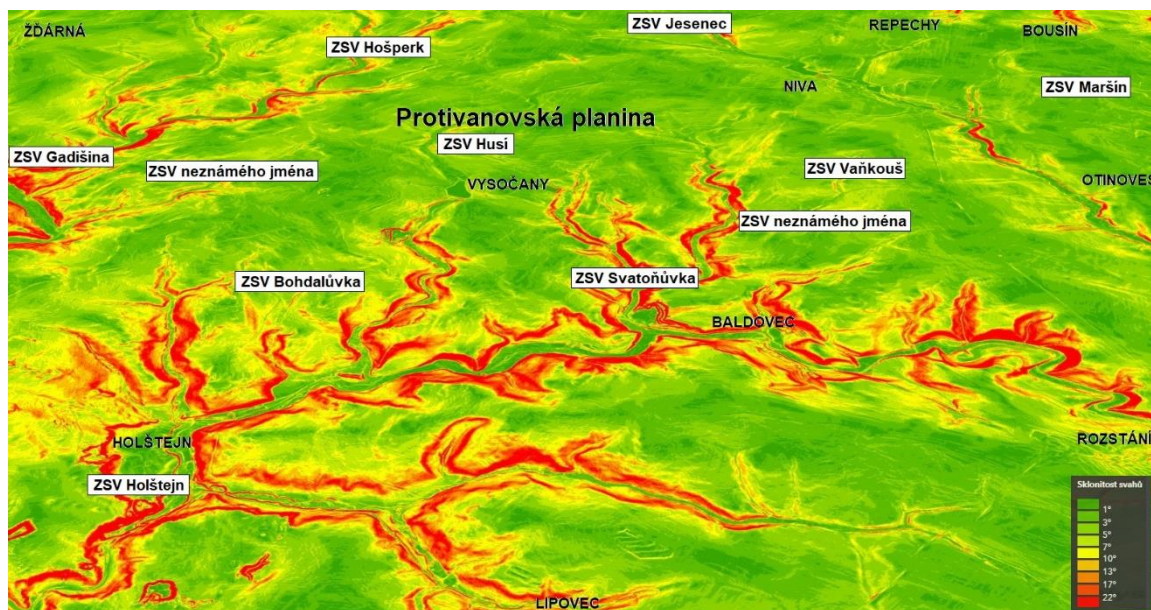 ŽĎÁRNÁ
ZSV Hošperk
ZSV Jesenec
REPECHY
BOUSÍN
NIVA
ZSV Maršín
Protivanovská planina
ZSV Husí
ZSV Gadišina
ZSV neznámého jména
VYSOČANY
ZSV Vaňkouš
OTINOVES
ZSV neznámého jména
ZSV Bohdalůvka
ZSV Svatoňůvka
BALDOVEC
HOLŠTEJN
ROZSTÁNÍ
ZSV Holštejn
LIPOVEC
Sklonitost svahů
1°
3°
5°
7°
10°
13°
17°
22°